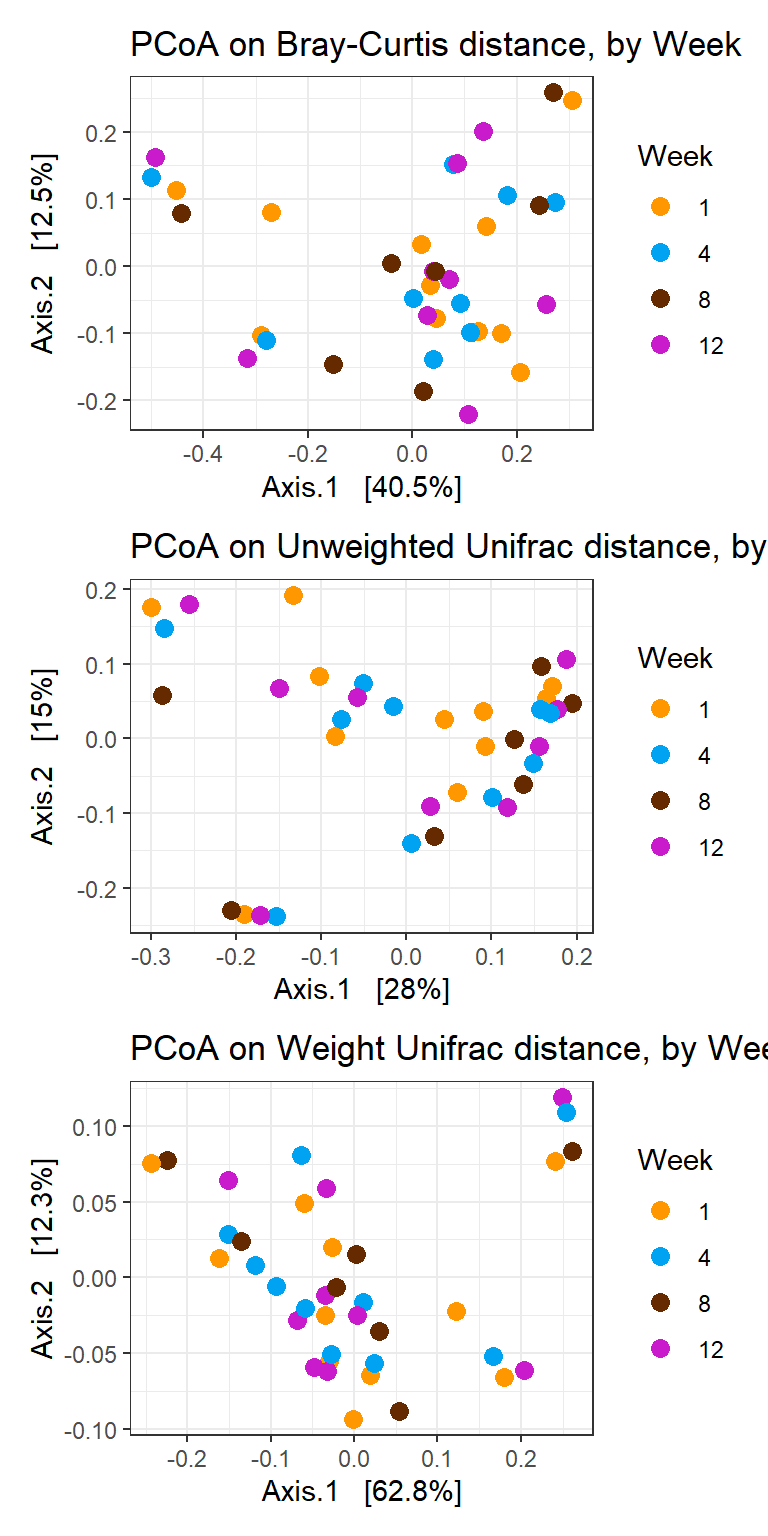 PCoA on Bray-Curtis distance, by Week
0.2
0.1
0.0
-0.1
-0.2
Axis.2 [12.5%]
-0.4 -0.2 0.0 0.2
Axis.1 [40.5%]
Week
1
4
8
12
PCoA on Unweighted Unifrac distance, by
0.2
0.1
0.0
-0.1
-0.2
Axis.2 [15%]
-0.3 -0.2 -0.1 0.0 0.1 0.2
Axis.1 [28%]
Week
1
4
8
12
PCoA on Weight Unifrac distance, by Wee
0.10
0.05
0.00
-0.05
-0.10
Axis.2 [12.3%]
-0.2 -0.1 0.0 0.1 0.2
Axis.1 [62.8%]
Week
1
4
8
12